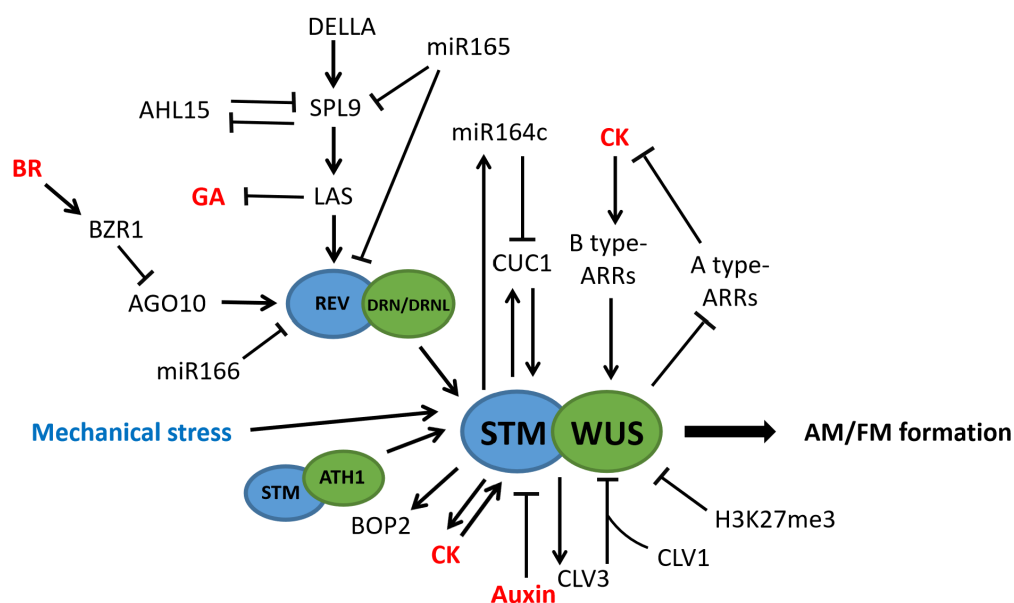 DELLA
miR165
AHL15
SPL9
miR164c
CK
BR
GA
LAS
BZR1
B type-
ARRs
CUC1
A type-
ARRs
AGO10
REV
DRN/DRNL
miR166
Mechanical stress
STM
WUS
AM/FM formation
ATH1
STM
BOP2
H3K27me3
CK
CLV1
CLV3
Auxin